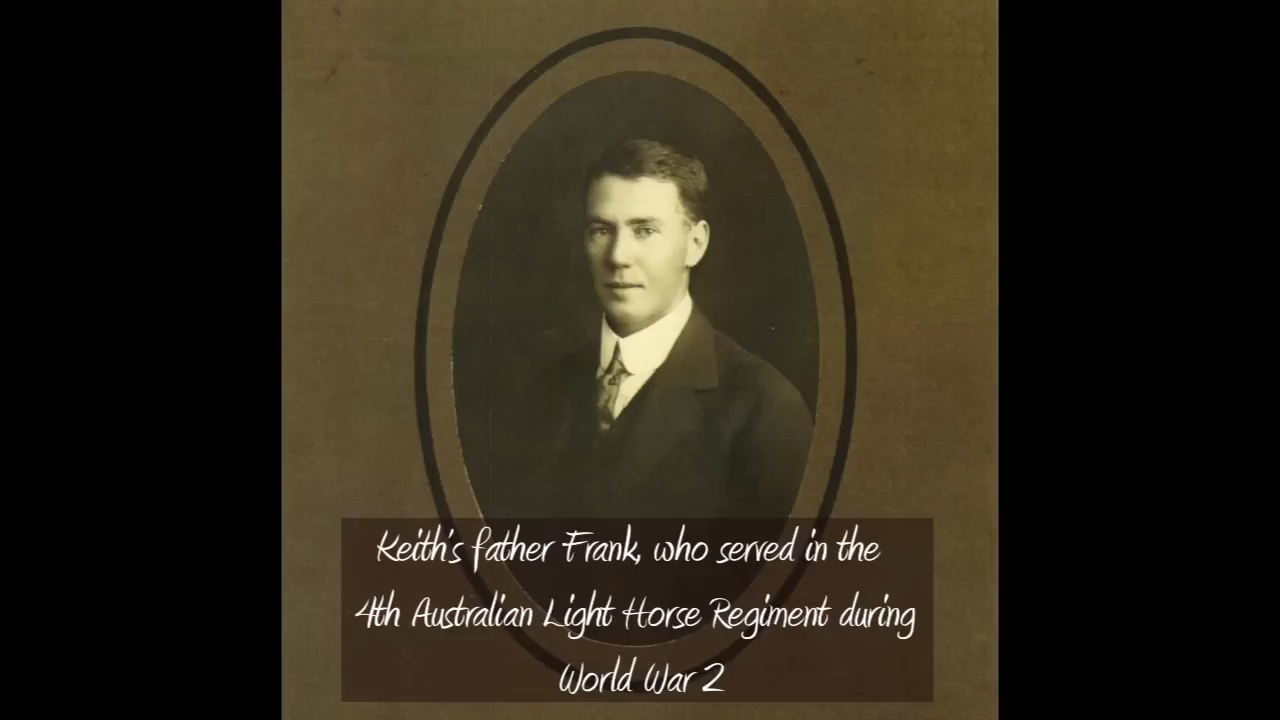 Keith's father Frank, who served in the
4th Australian Light Horse Regiment during
World War 2